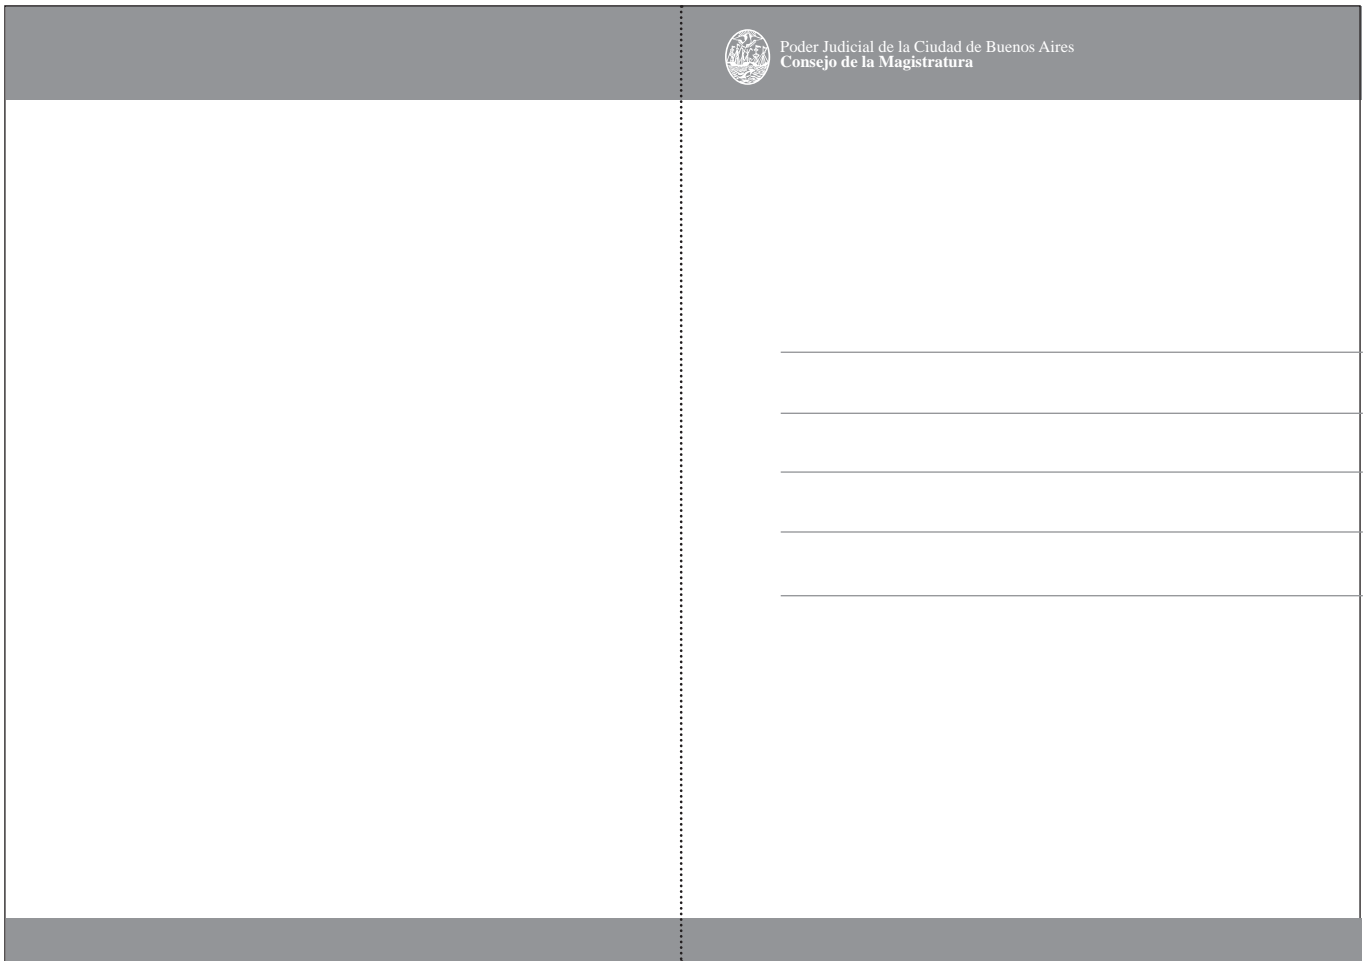 Poder Judicial de la Ciudad de Buenos Aires
Consejo de la Magistratura